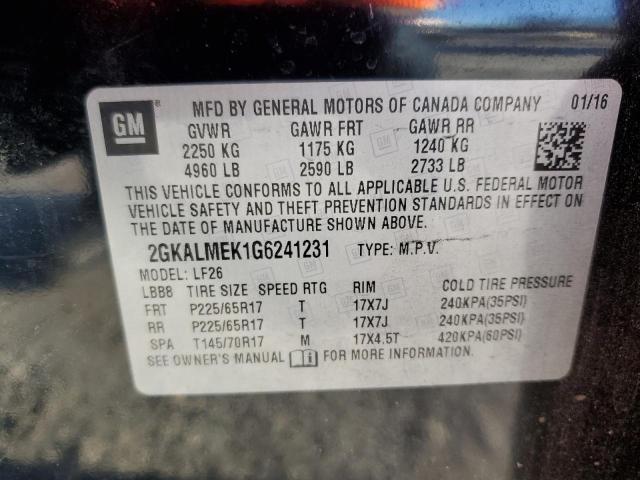 GM
MFD BY GENERAL MOTORS OF CANADA COMPANY 01/16
GVWR GAWR FRT GAWR RR
2250 KG 1175 KG 1240 KG
4960 LB 2590 LB 2733 LB
THIS VEHICLE CONFORMS TO ALL APPLICABLE U.S. FEDERAL MOTOR
VEHICLE SAFETY AND THEFT PREVENTION STANDARDS IN EFFECT ON
THE DATE OF MANUFACTURE SHOWN ABOVE.
2GKALMEK1G6241231 TYPE: M.P.V.
MODEL: LF26
LBB8 TIRE SIZE SPEED RTG RIM COLD TIRE PRESSURE
FRT P225/65R17 T 17X7J 240KPA(35PSI)
RR P225/65R17 T 17X7J 240KPA(35PSI)
SPA T145/70R17 M 17X4.5T 420KPA(60PSI)
SEE OWNER'S MANUAL FOR MORE INFORMATION.